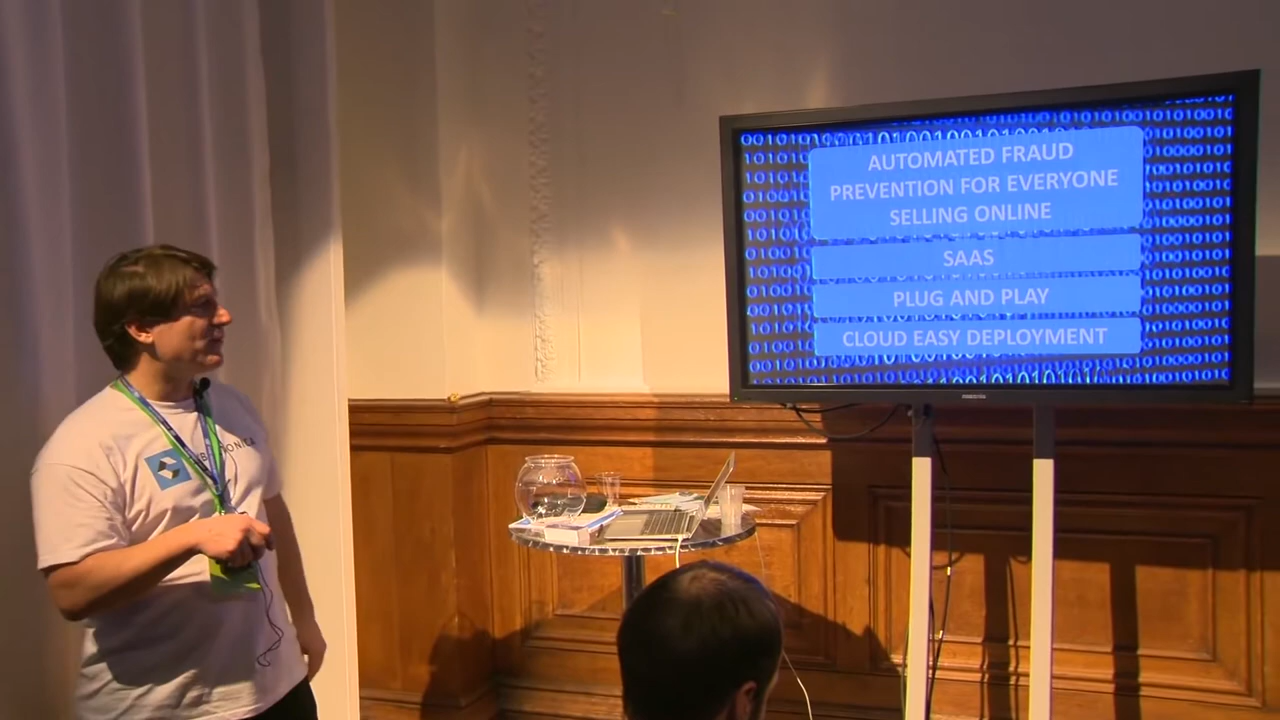 AUTOMATED FRAUD
PREVENTION FOR EVERYONE
SELLING ONLINE
SAAS
PLUG AND PLAY
CLOUD EASY DEPLOYMENT